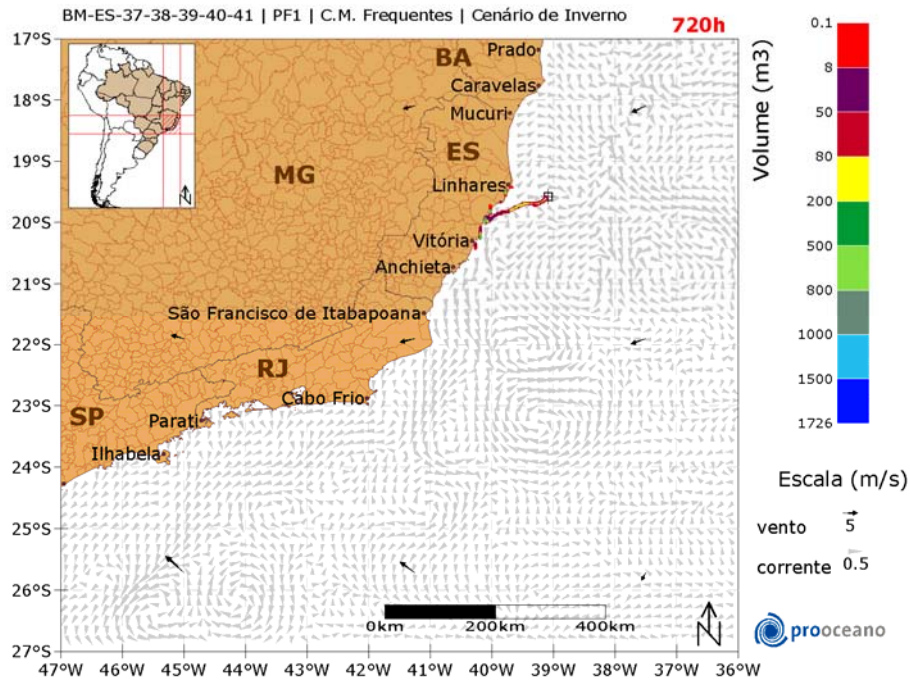 BM-ES-37-38-39-40-41 | PF1 | C.M. Frequentes | Cenário de Inverno
720h
17°S
18°S
19°S
20°S
21°S
22°S
23°S
24°S
25°S
26°S
27°S
BA
Prado
Caravelas
Mucuri
ES
MG
Linhares
Vitória
Anchieta
São Francisco de Itabapoana
RJ
Cabo Frio
SP
Parati
Ilhabela
N
0km
200km
400km
N
47°W
46°W
45°W
44°W
43°W
42°W
41°W
40°W
39°W
38°W
37°W
36°W
Volume (m3)
0.1
8
50
80
200
500
800
1000
1500
1726
Escala (m/s)
vento 5
corrente 0.5
prooceano